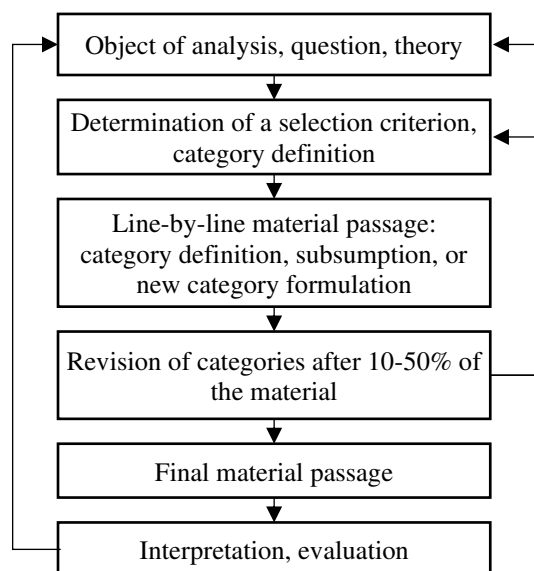 Object of analysis, question, theory
Determination of a selection criterion,
category definition
Line-by-line material passage:
category definition, subsumption, or
new category formulation
Revision of categories after 10-50% of
the material
Final material passage
Interpretation, evaluation